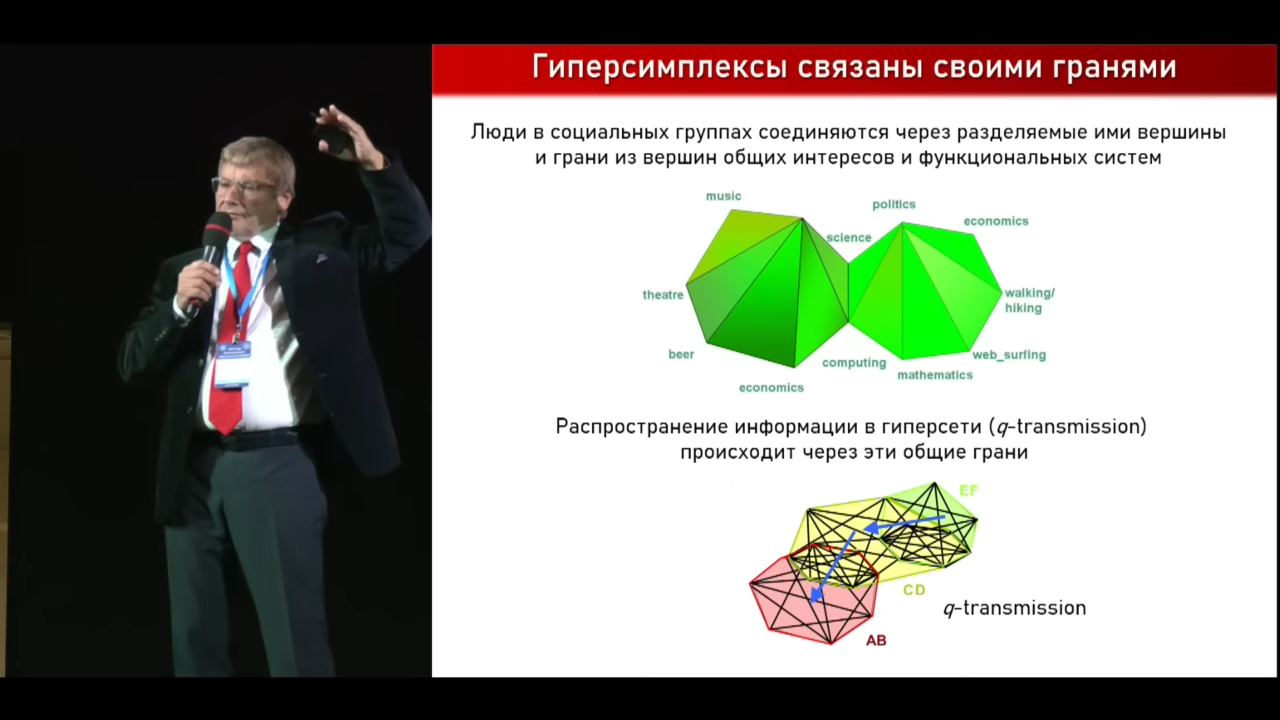 Гиперсимплексы связаны своими гранями
Люди в социальных группах соединяются через разделяемые ими вершины
и грани из вершин общих интересов и функциональных систем
music
politics
economics
science
theatre
walking/
hiking
beer
computing
web_surfing
mathematics
economics
Распространение информации в гиперсети (q-transmission)
происходит через эти общие грани
EF
CD
q-transmission
AB